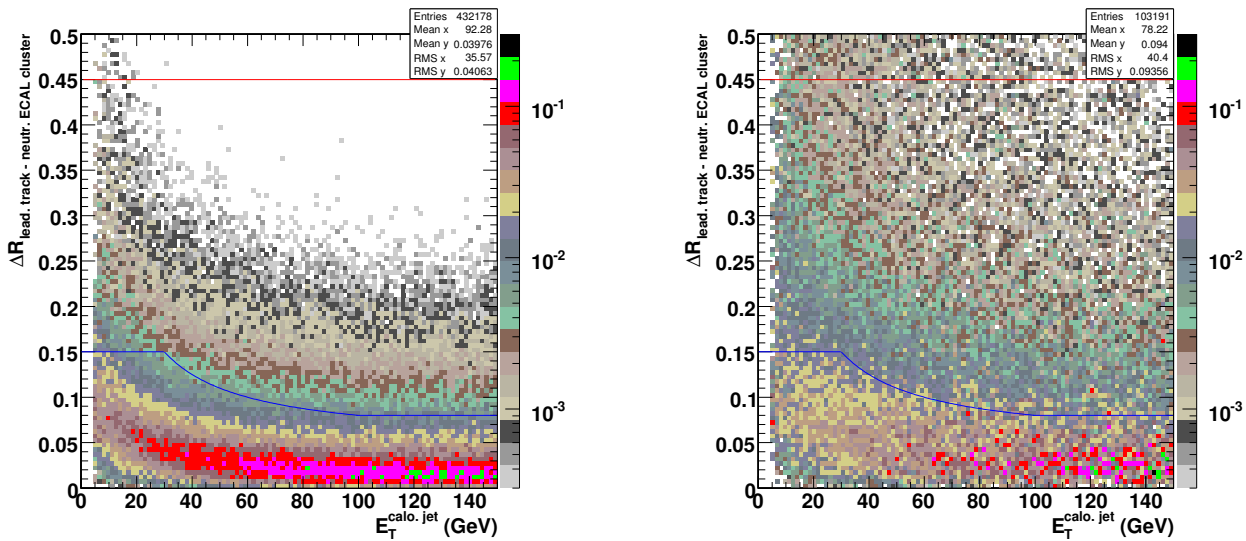 Entries 432178
Mean x 92.28
Mean y 0.03976
RMS x 35.57
RMS y 0.04063
ΔR lead. track - neutr. ECAL cluster
0.5
0.45
0.4
0.35
0.3
0.25
0.2
0.15
0.1
0.05
0
0 20 40 60 80 100 120 140
E_T^calo. jet (GeV)
10^-1
10^-2
10^-3
Entries 103191
Mean x 78.22
Mean y 0.094
RMS x 40.4
RMS y 0.09356
ΔR lead. track - neutr. ECAL cluster
0.5
0.45
0.4
0.35
0.3
0.25
0.2
0.15
0.1
0.05
0
0 20 40 60 80 100 120 140
E_T^calo. jet (GeV)
10^-1
10^-2
10^-3